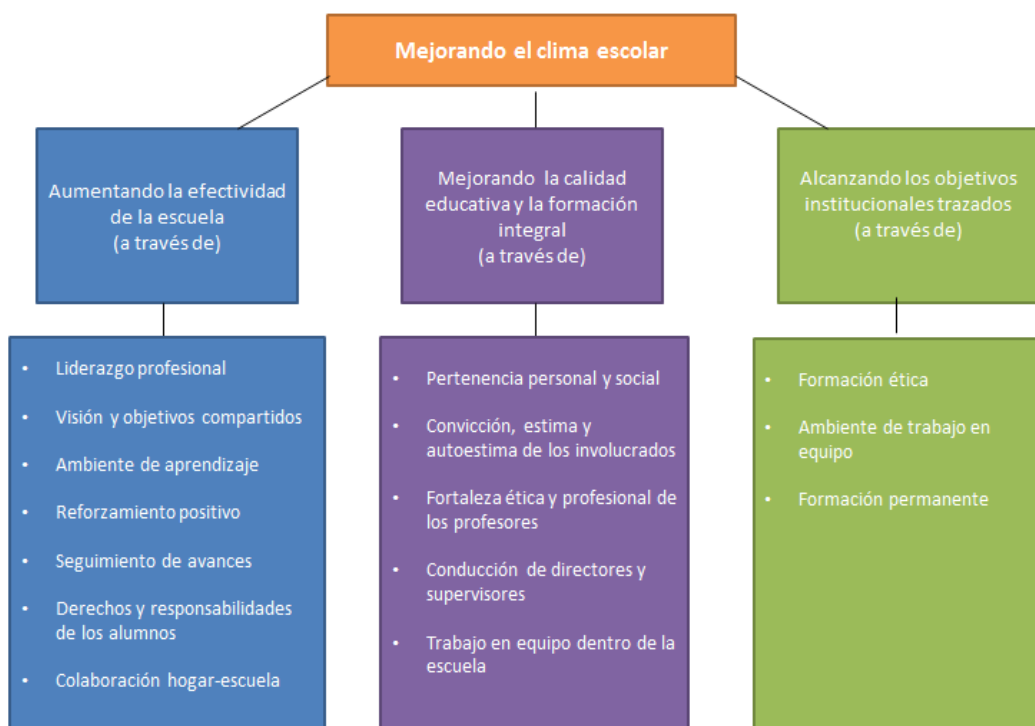 Mejorando el clima escolar
Aumentando la efectividad
de la escuela
(a través de)
Mejorando la calidad
educativa y la formación
integral
(a través de)
Alcanzando los objetivos
institucionales trazados
(a través de)
• Liderazgo profesional
• Visión y objetivos compartidos
• Ambiente de aprendizaje
• Reforzamiento positivo
• Seguimiento de avances
• Derechos y responsabilidades
de los alumnos
• Colaboración hogar-escuela
• Pertenencia personal y social
• Convicción, estima y
autoestima de los involucrados
• Fortaleza ética y profesional de
los profesores
• Conducción de directores y
supervisores
• Trabajo en equipo dentro de la
escuela
• Formación ética
• Ambiente de trabajo en
equipo
• Formación permanente